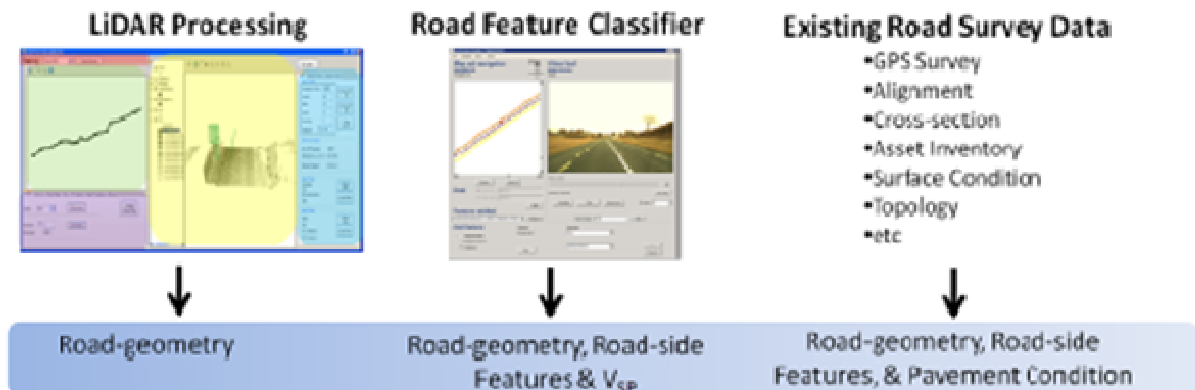 LiDAR Processing
Road Feature Classifier
Existing Road Survey Data
▪GPS Survey
▪Alignment
▪Cross-section
▪Asset Inventory
▪Surface Condition
▪Topology
▪etc
Road-geometry
Road-geometry, Road-side
Features & V_SP
Road-geometry, Road-side
Features, & Pavement Condition